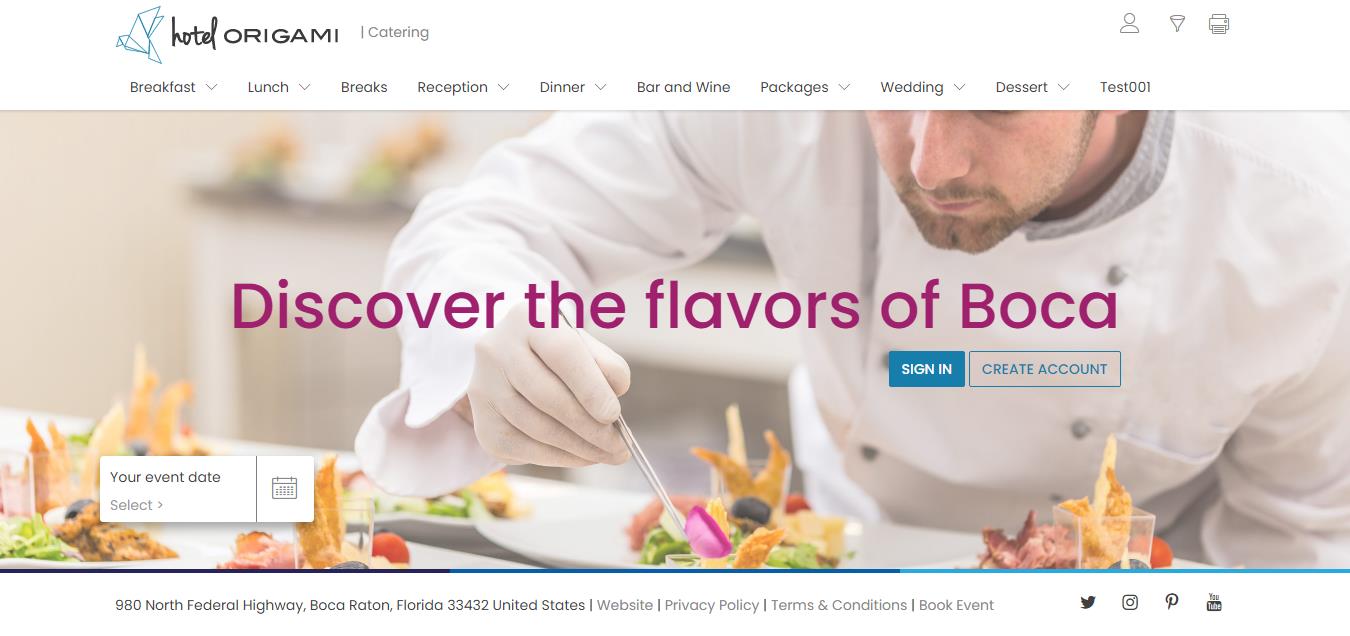 hotel ORIGAMI | Catering
Breakfast Lunch Breaks Reception Dinner Bar and Wine Packages Wedding Dessert Test001
Discover the flavors of Boca
SIGN IN CREATE ACCOUNT
Your event date
Select >
980 North Federal Highway, Boca Raton, Florida 33432 United States | Website | Privacy Policy | Terms & Conditions | Book Event
You Tube